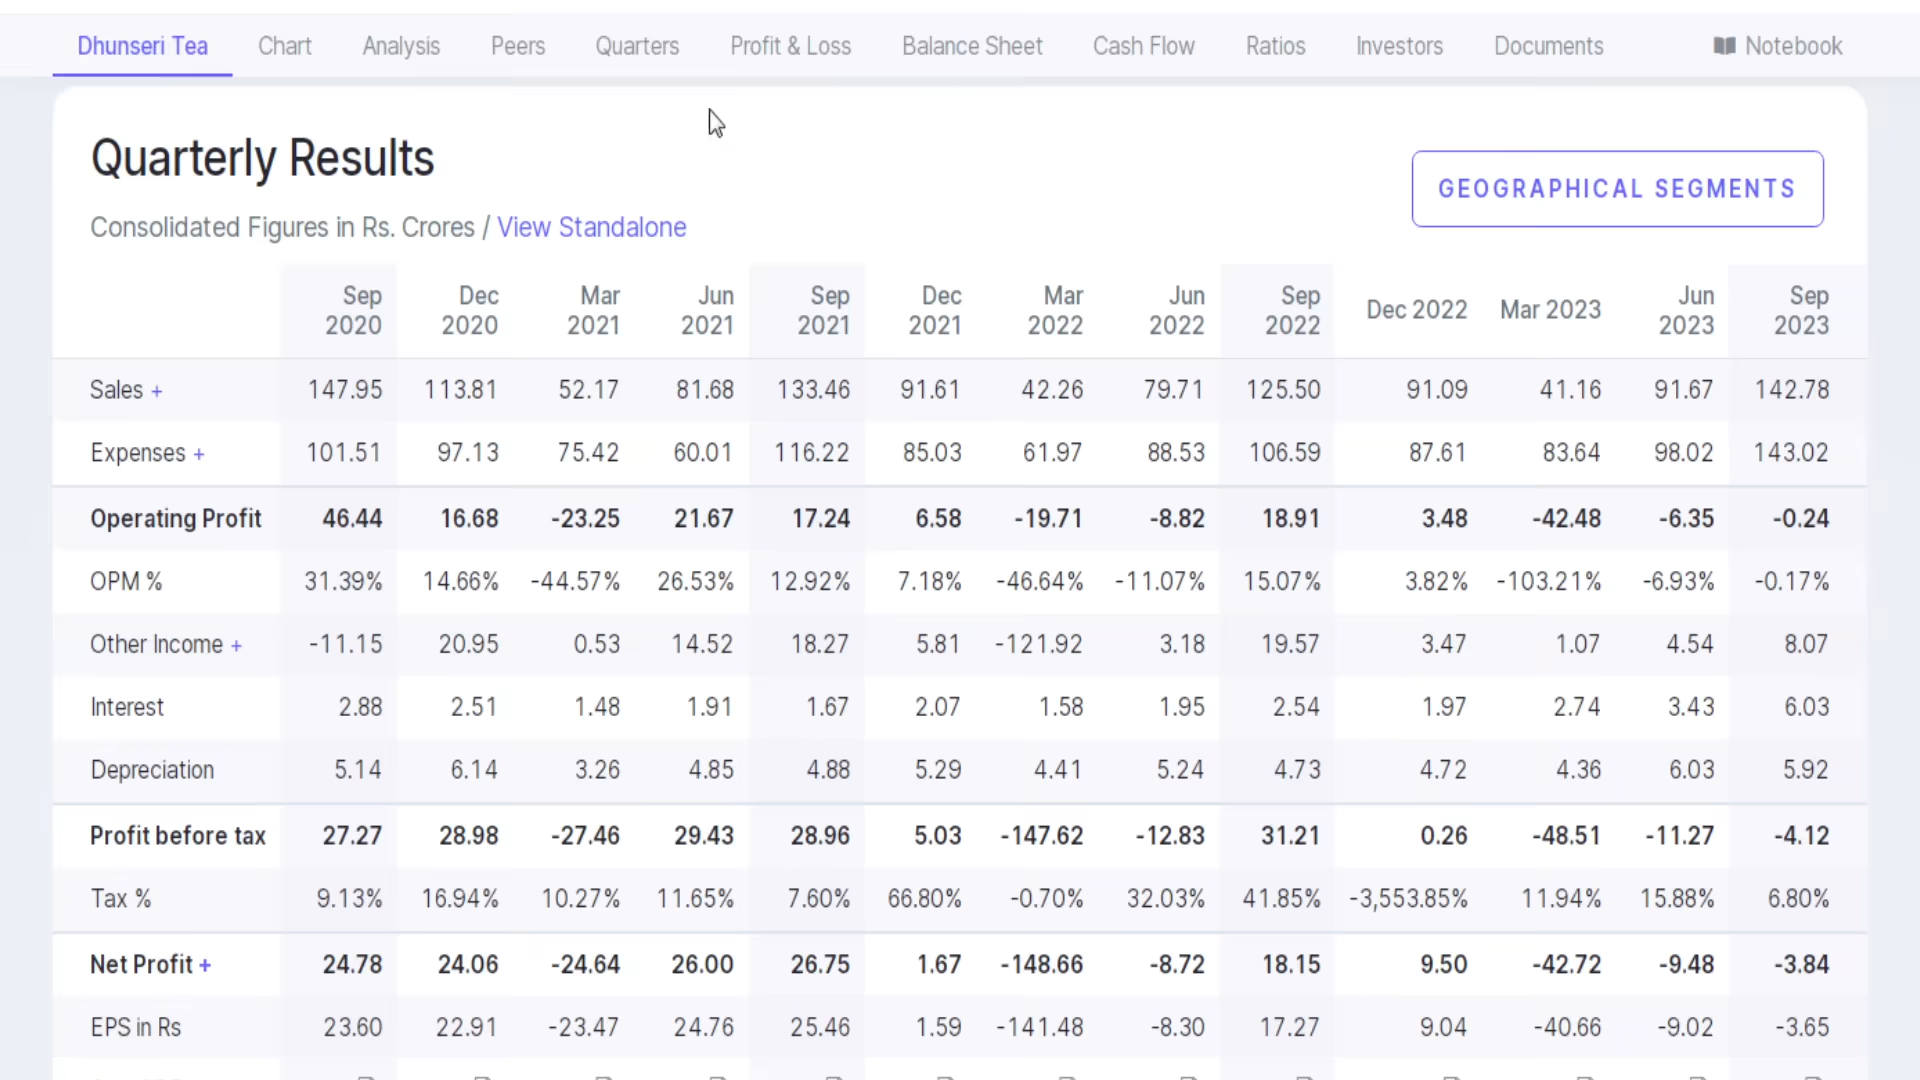 Dhunseri Tea Chart Analysis Peers Quarters Profit & Loss Balance Sheet Cash Flow Ratios Investors Documents Notebook
Quarterly Results
GEOGRAPHICAL SEGMENTS
Consolidated Figures in Rs. Crores / View Standalone
Sep 2020 Dec 2020 Mar 2021 Jun 2021 Sep 2021 Dec 2021 Mar 2022 Jun 2022 Sep 2022 Dec 2022 Mar 2023 Jun 2023 Sep 2023
Sales + 147.95 113.81 52.17 81.68 133.46 91.61 42.26 79.71 125.50 91.09 41.16 91.67 142.78
Expenses + 101.51 97.13 75.42 60.01 116.22 85.03 61.97 88.53 106.59 87.61 83.64 98.02 143.02
Operating Profit 46.44 16.68 -23.25 21.67 17.24 6.58 -19.71 -8.82 18.91 3.48 -42.48 -6.35 -0.24
OPM % 31.39% 14.66% -44.57% 26.53% 12.92% 7.18% -46.64% -11.07% 15.07% 3.82% -103.21% -6.93% -0.17%
Other Income + -11.15 20.95 0.53 14.52 18.27 5.81 -121.92 3.18 19.57 3.47 1.07 4.54 8.07
Interest 2.88 2.51 1.48 1.91 1.67 2.07 1.58 1.95 2.54 1.97 2.74 3.43 6.03
Depreciation 5.14 6.14 3.26 4.85 4.88 5.29 4.41 5.24 4.73 4.72 4.36 6.03 5.92
Profit before tax 27.27 28.98 -27.46 29.43 28.96 5.03 -147.62 -12.83 31.21 0.26 -48.51 -11.27 -4.12
Tax % 9.13% 16.94% 10.27% 11.65% 7.60% 66.80% -0.70% 32.03% 41.85% -3,553.85% 11.94% 15.88% 6.80%
Net Profit + 24.78 24.06 -24.64 26.00 26.75 1.67 -148.66 -8.72 18.15 9.50 -42.72 -9.48 -3.84
EPS in Rs 23.60 22.91 -23.47 24.76 25.46 1.59 -141.48 -8.30 17.27 9.04 -40.66 -9.02 -3.65